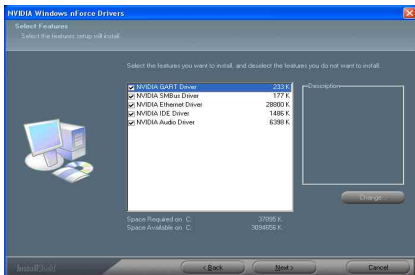 NVIDIA Windows nForce Drivers
Select Features
Select the features setup will install.
Select the features you want to install, and deselect the features you do not want to install.
NVIDIA GART Driver 233 K
NVIDIA SMBus Driver 177 K
NVIDIA Ethernet Driver 28800 K
NVIDIA IDE Driver 1486 K
NVIDIA Audio Driver 6398 K
Description
Change...
Space Required on C: 37095 K
Space Available on C: 3094656 K
InstallShield
< Back
Next >
Cancel